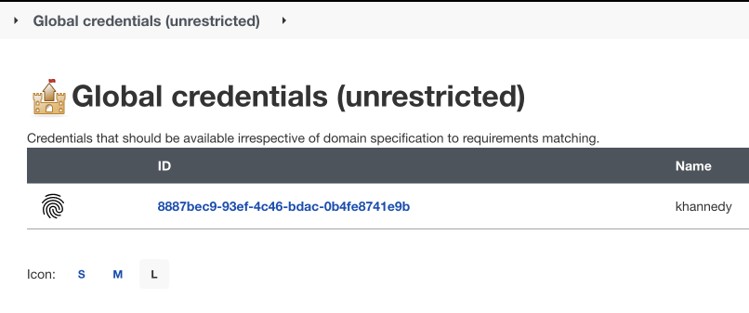 Global credentials (unrestricted)
Global credentials (unrestricted)
Credentials that should be available irrespective of domain specification to requirements matching.
ID Name
8887bec9-93ef-4c46-bdac-0b4fe8741e9b khannedy
Icon: S M L